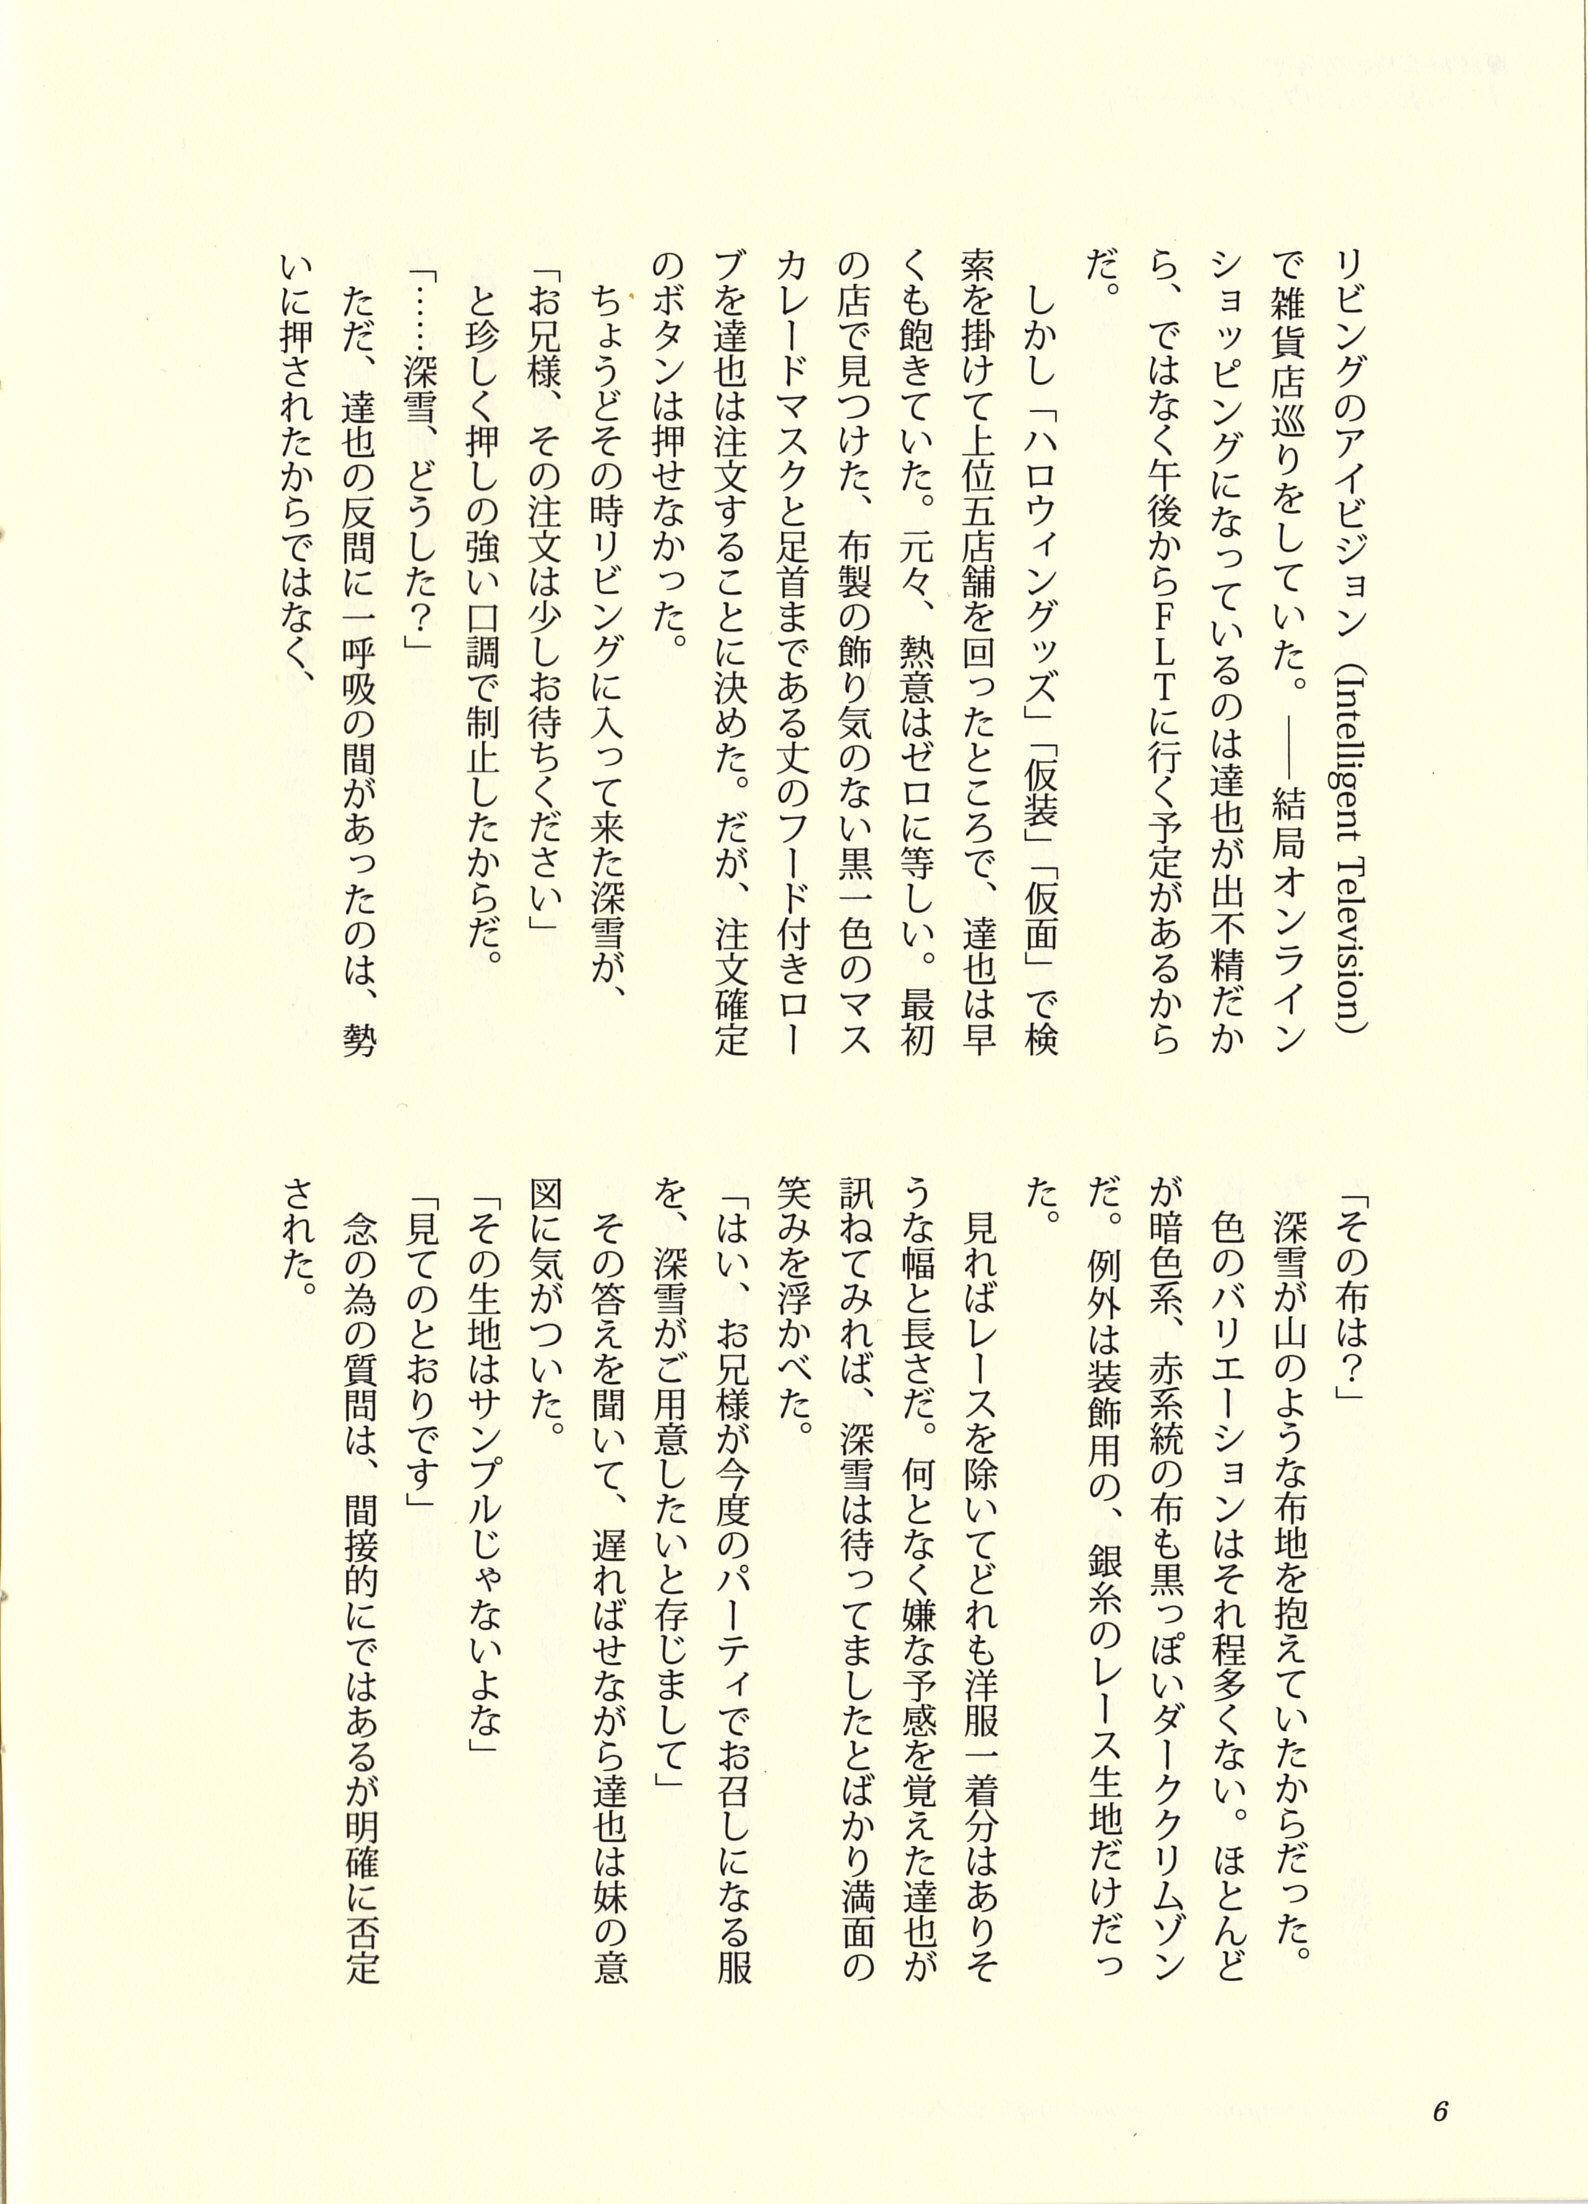 リビングのアイビジョン（Intelligent Television）
で雑貨店巡りをしていた。――結局オンライン
ショッピングになっているのは達也が出不精だか
ら、ではなく午後からＦＬＴに行く予定があるから
だ。
　しかし「ハロウィングッズ」「仮装」「仮面」で検
索を掛けて上位五店舗を回ったところで、達也は早
くも飽きていた。元々、熱意はゼロに等しい。最初
の店で見つけた、布製の飾り気のない黒一色のマス
カレードマスクと足首まである丈のフード付きロー
ブを達也は注文することに決めた。だが、注文確定
のボタンは押せなかった。
　ちょうどその時リビングに入って来た深雪が、
「お兄様、その注文は少しお待ちください」
　と珍しく押しの強い口調で制止したからだ。
「……深雪、どうした？」
　ただ、達也の反問に一呼吸の間があったのは、勢
いに押されたからではなく、
「その布は？」
　深雪が山のような布地を抱えていたからだった。
　色のバリエーションはそれ程多くない。ほとんど
が暗色系、赤系統の布も黒っぽいダーククリムゾン
だ。例外は装飾用の、銀糸のレース生地だけだっ
た。
　見ればレースを除いてどれも洋服一着分はありそ
うな幅と長さだ。何となく嫌な予感を覚えた達也が
訊ねてみれば、深雪は待ってましたとばかり満面の
笑みを浮かべた。
「はい、お兄様が今度のパーティでお召しになる服
を、深雪がご用意したいと存じまして」
　その答えを聞いて、遅ればせながら達也は妹の意
図に気がついた。
「その生地はサンプルじゃないよな」
「見てのとおりです」
　念の為の質問は、間接的にではあるが明確に否定
された。
6